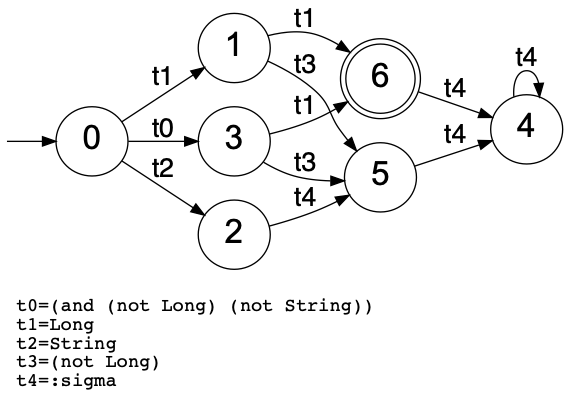 t1
1
t1
t3
6
t4
t4
0
t0
3
t1
4
t2
t3
5
t4
t4
2
t0=(and (not Long) (not String))
t1=Long
t2=String
t3=(not Long)
t4=:sigma